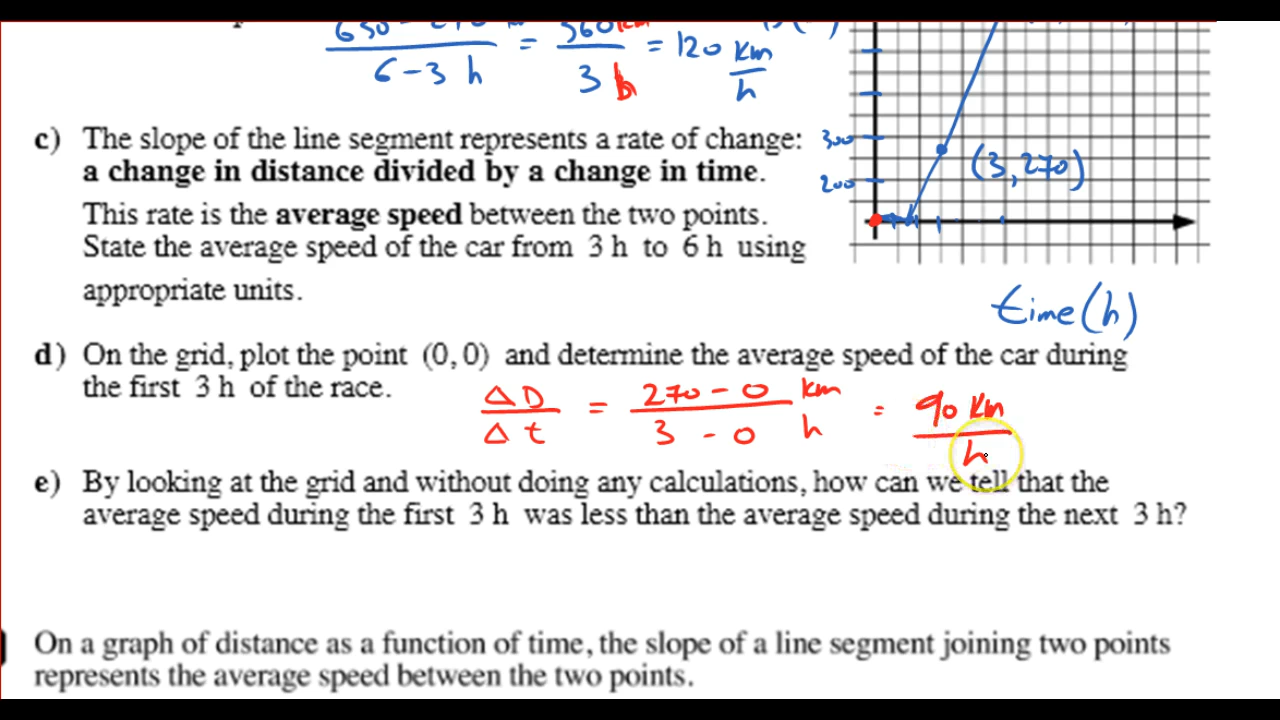 6 - 3 h = 3 h = 120 km/h
c) The slope of the line segment represents a rate of change:
a change in distance divided by a change in time.
This rate is the average speed between the two points.
State the average speed of the car from 3 h to 6 h using
appropriate units.
300
200
(3, 270)
time (h)
d) On the grid, plot the point (0, 0) and determine the average speed of the car during
the first 3 h of the race.
ΔD/Δt = 270 - 0 km / 3 - 0 h = 90 km/h
e) By looking at the grid and without doing any calculations, how can we tell that the
average speed during the first 3 h was less than the average speed during the next 3 h?
On a graph of distance as a function of time, the slope of a line segment joining two points
represents the average speed between the two points.